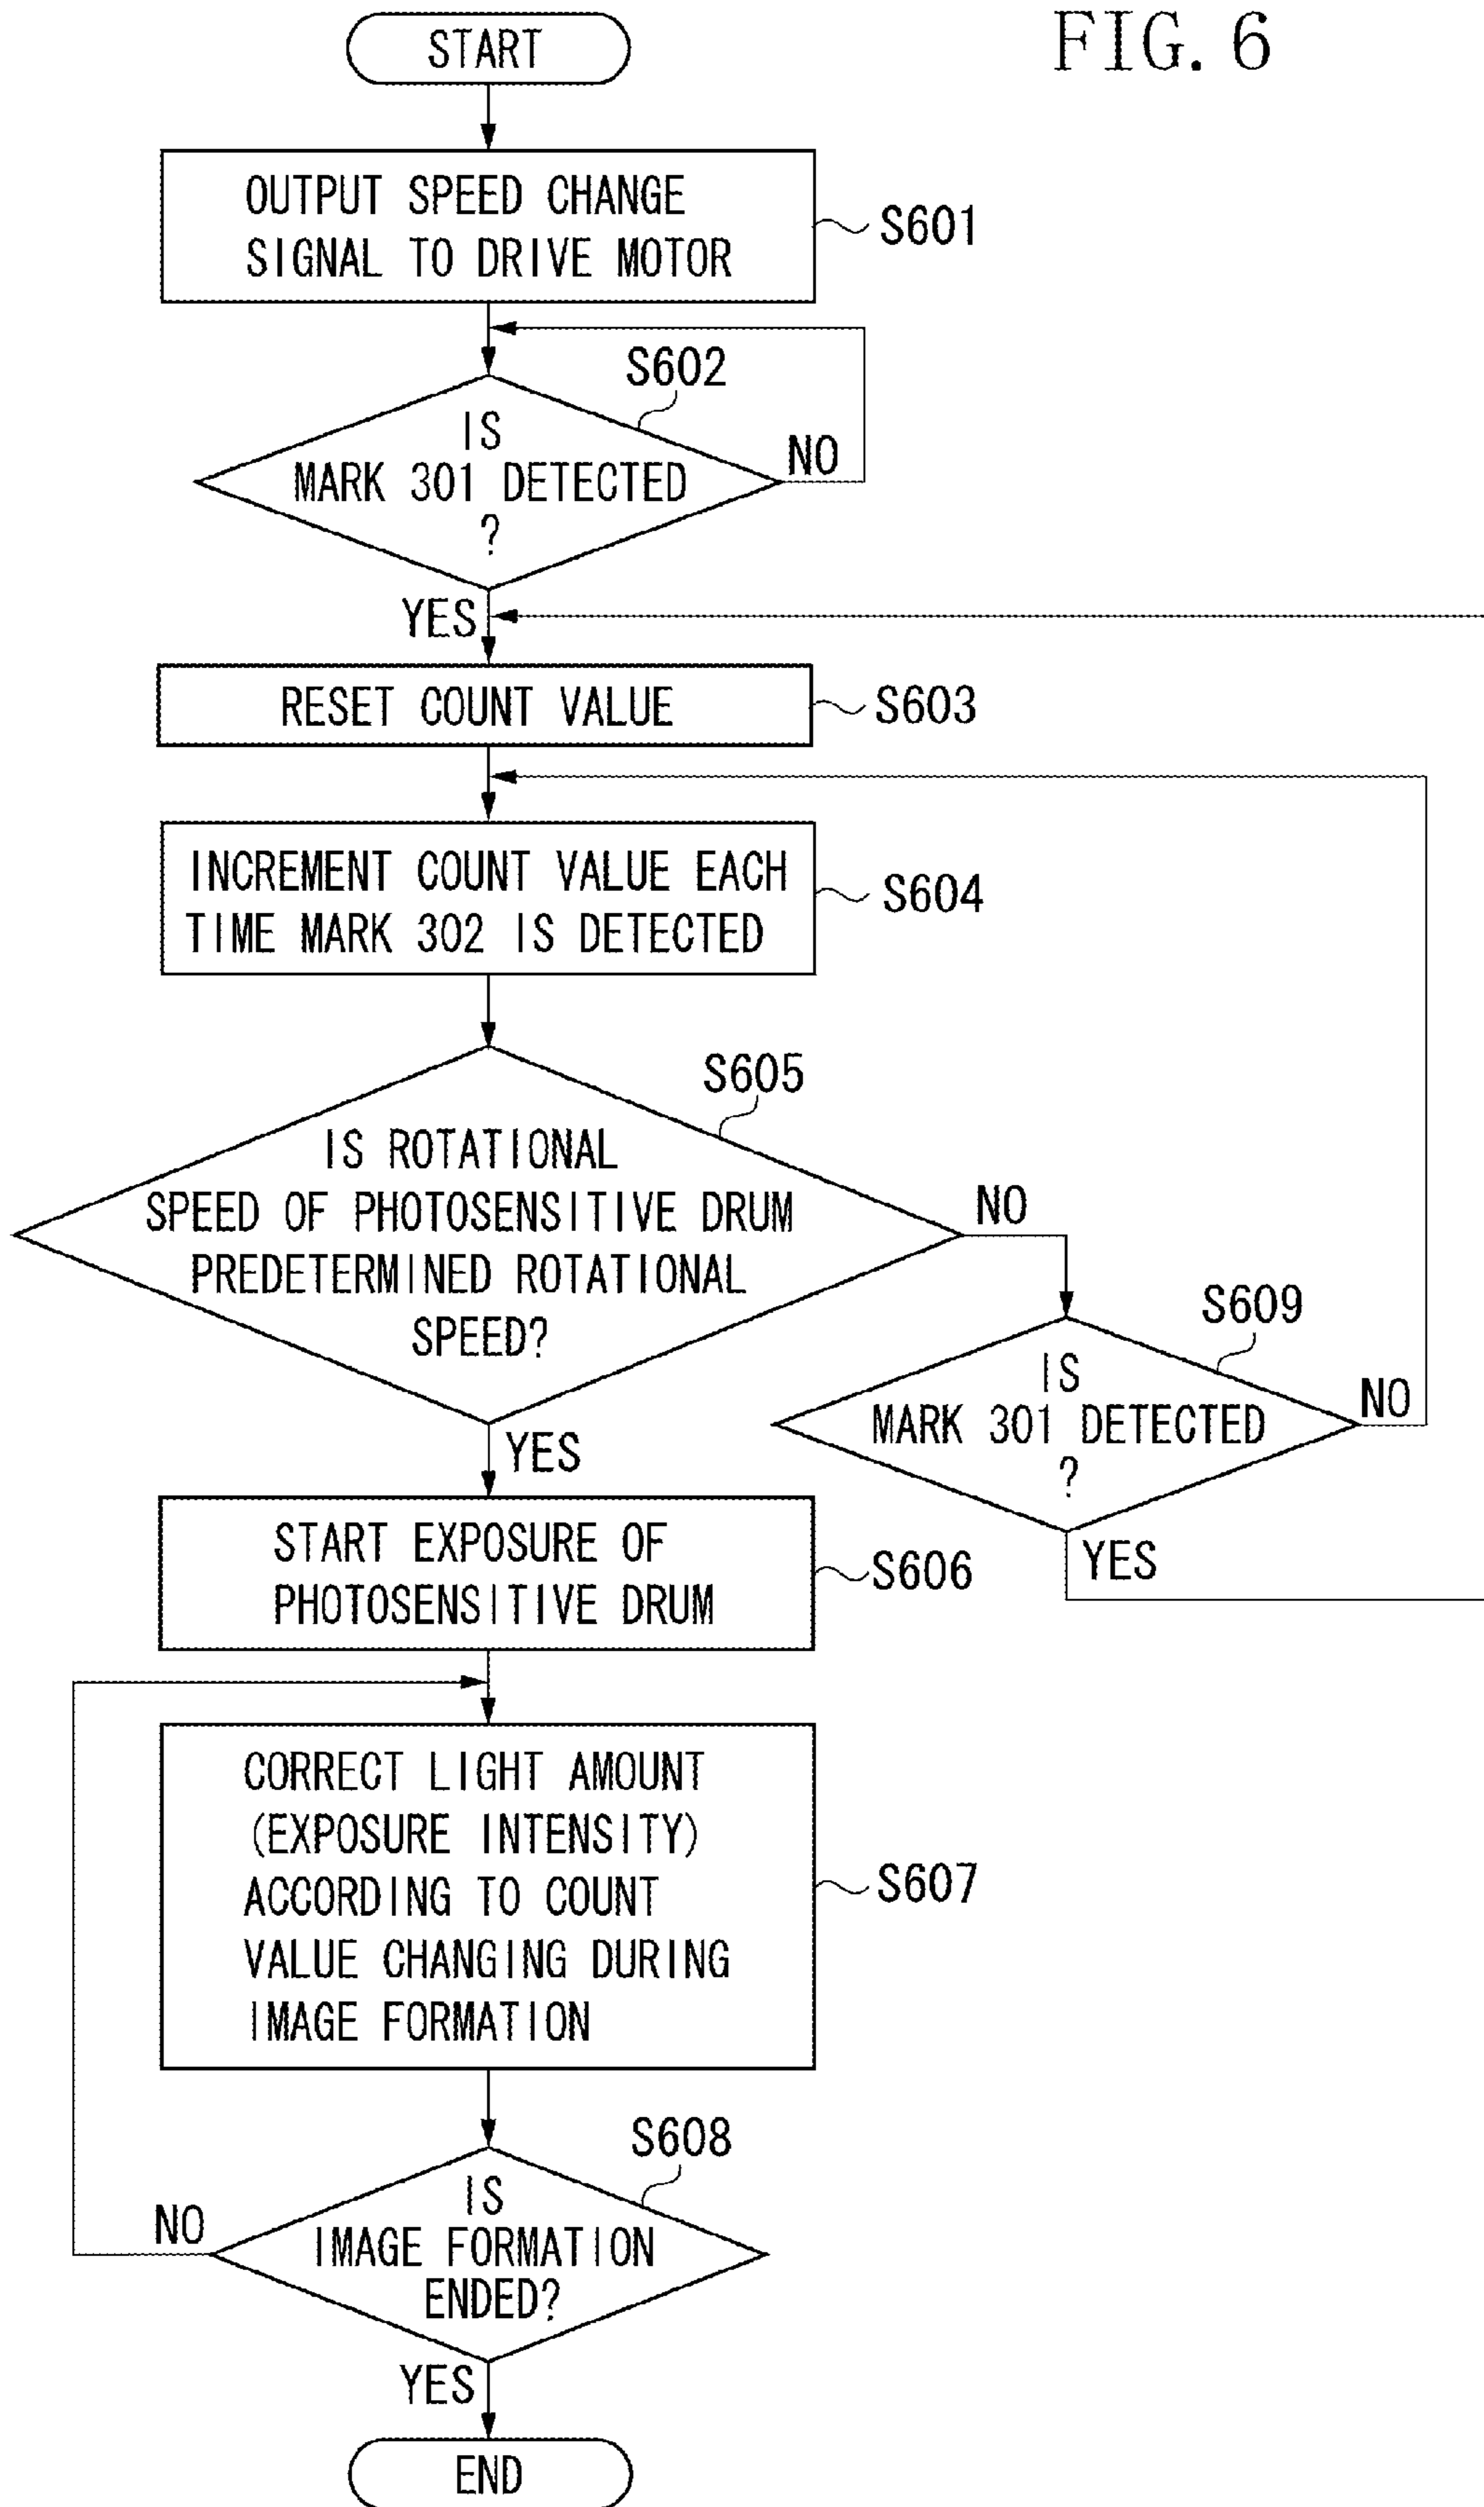 FIG. 6
START
OUTPUT SPEED CHANGE
SIGNAL TO DRIVE MOTOR
S601
S602
IS
MARK 301 DETECTED
?
NO
YES
RESET COUNT VALUE
S603
INCREMENT COUNT VALUE EACH
TIME MARK 302 IS DETECTED
S604
S605
IS ROTATIONAL
SPEED OF PHOTOSENSITIVE DRUM
PREDETERMINED ROTATIONAL
SPEED?
NO
YES
S609
IS
MARK 301 DETECTED
?
NO
YES
START EXPOSURE OF
PHOTOSENSITIVE DRUM
S606
CORRECT LIGHT AMOUNT
(EXPOSURE INTENSITY)
ACCORDING TO COUNT
VALUE CHANGING DURING
IMAGE FORMATION
S607
S608
IS
IMAGE FORMATION
ENDED?
NO
YES
END